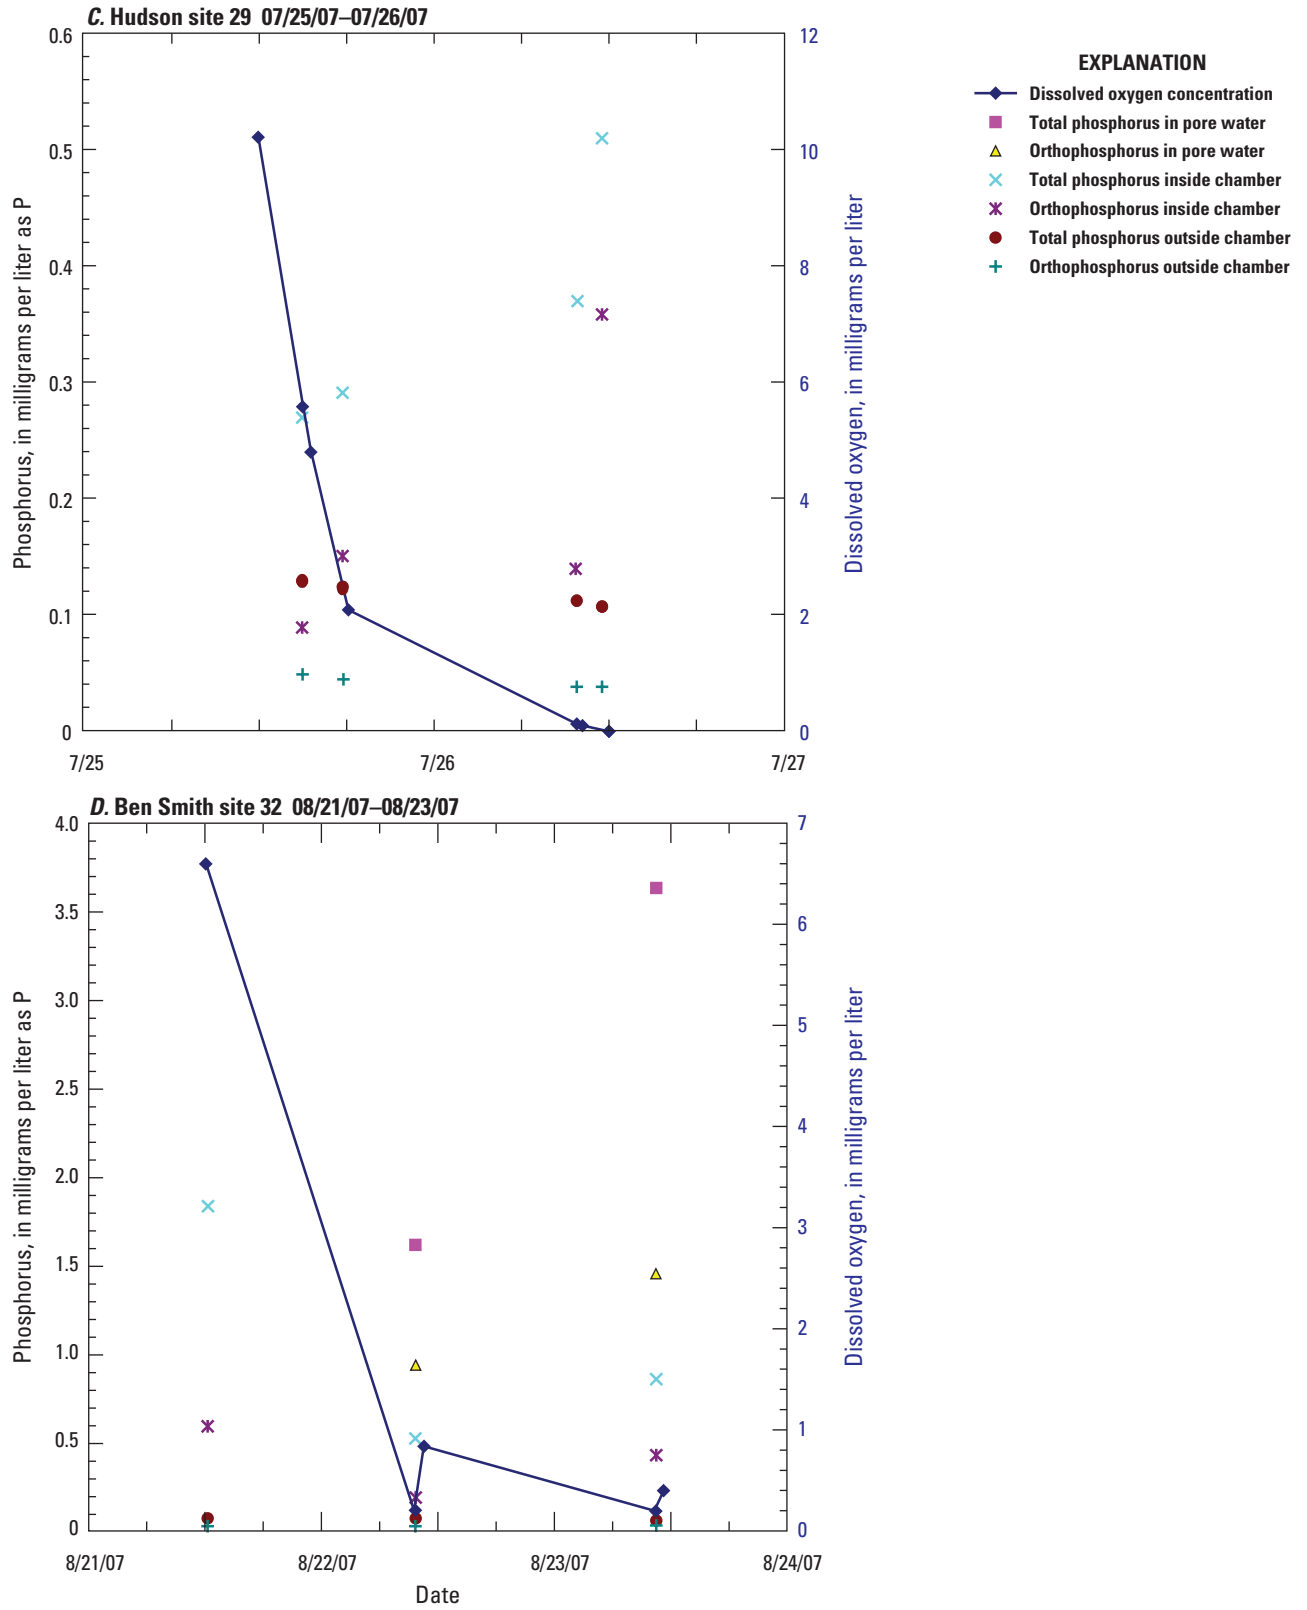 C. Hudson site 29 07/25/07–07/26/07
0.6
0.5
0.4
0.3
0.2
0.1
0
Phosphorus, in milligrams per liter as P
12
10
8
6
4
2
0
Dissolved oxygen, in milligrams per liter
7/25
7/26
7/27
EXPLANATION
Dissolved oxygen concentration
Total phosphorus in pore water
Orthophosphorus in pore water
Total phosphorus inside chamber
Orthophosphorus inside chamber
Total phosphorus outside chamber
Orthophosphorus outside chamber
D. Ben Smith site 32 08/21/07–08/23/07
4.0
3.5
3.0
2.5
2.0
1.5
1.0
0.5
0
Phosphorus, in milligrams per liter as P
7
6
5
4
3
2
1
0
Dissolved oxygen, in milligrams per liter
8/21/07
8/22/07
8/23/07
8/24/07
Date